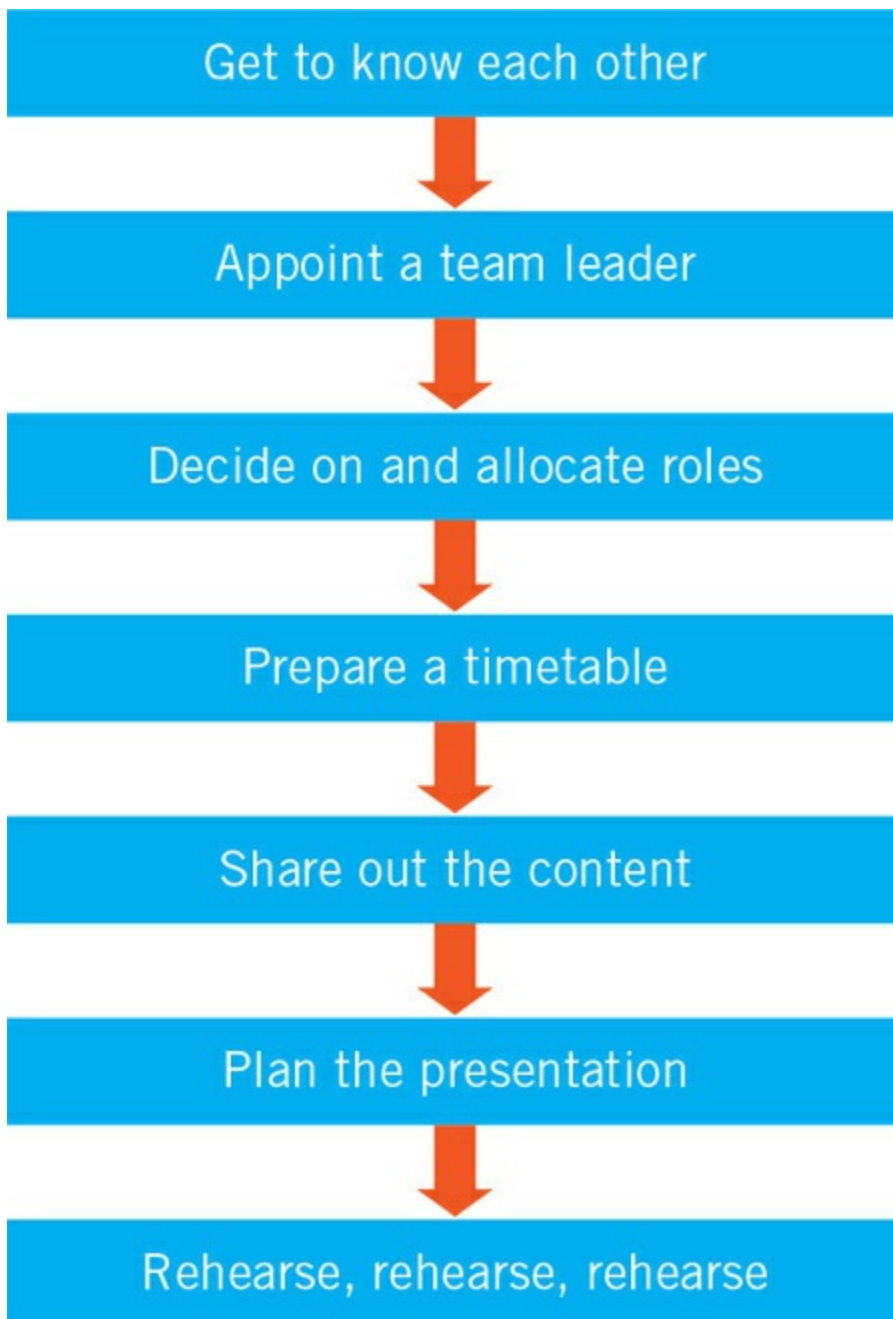 Get to know each other
Appoint a team leader
Decide on and allocate roles
Prepare a timetable
Share out the content
Plan the presentation
Rehearse, rehearse, rehearse